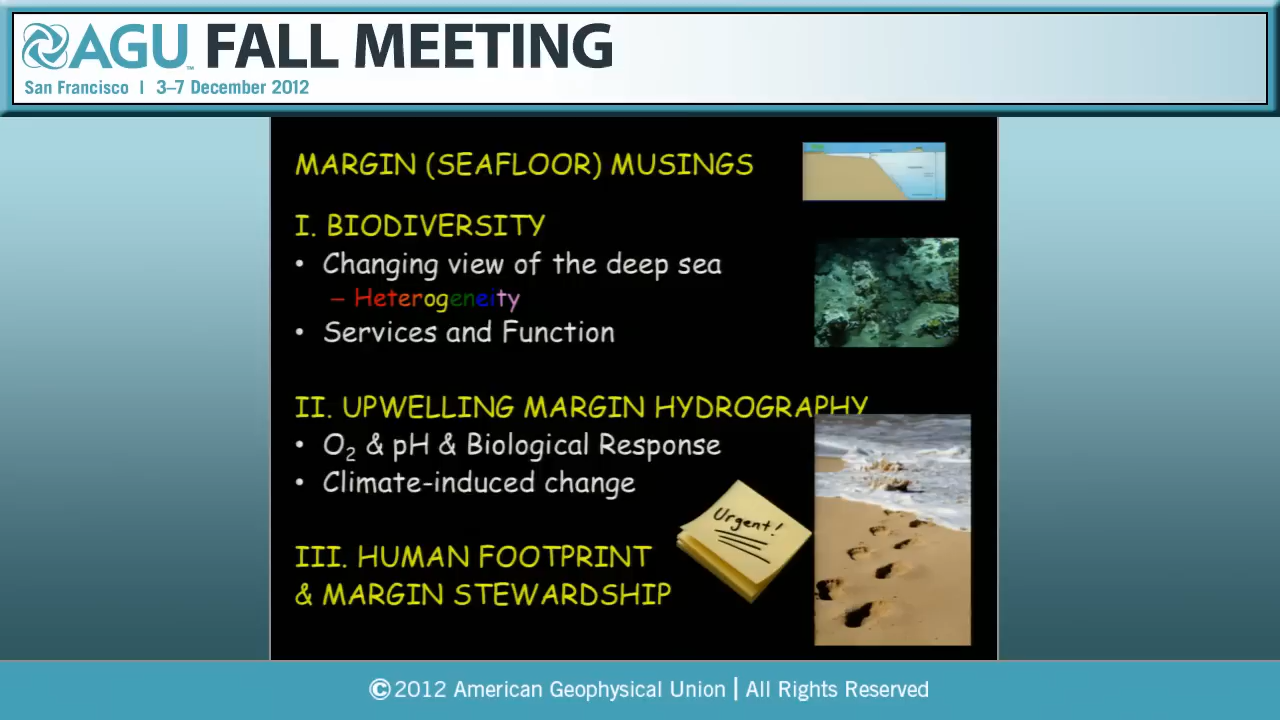 AGU FALL MEETING
San Francisco | 3–7 December 2012
MARGIN (SEAFLOOR) MUSINGS
I. BIODIVERSITY
• Changing view of the deep sea
– Heterogeneity
• Services and Function
II. UPWELLING MARGIN HYDROGRAPHY
• O₂ & pH & Biological Response
• Climate-induced change
Urgent!
III. HUMAN FOOTPRINT
& MARGIN STEWARDSHIP
©2012 American Geophysical Union | All Rights Reserved